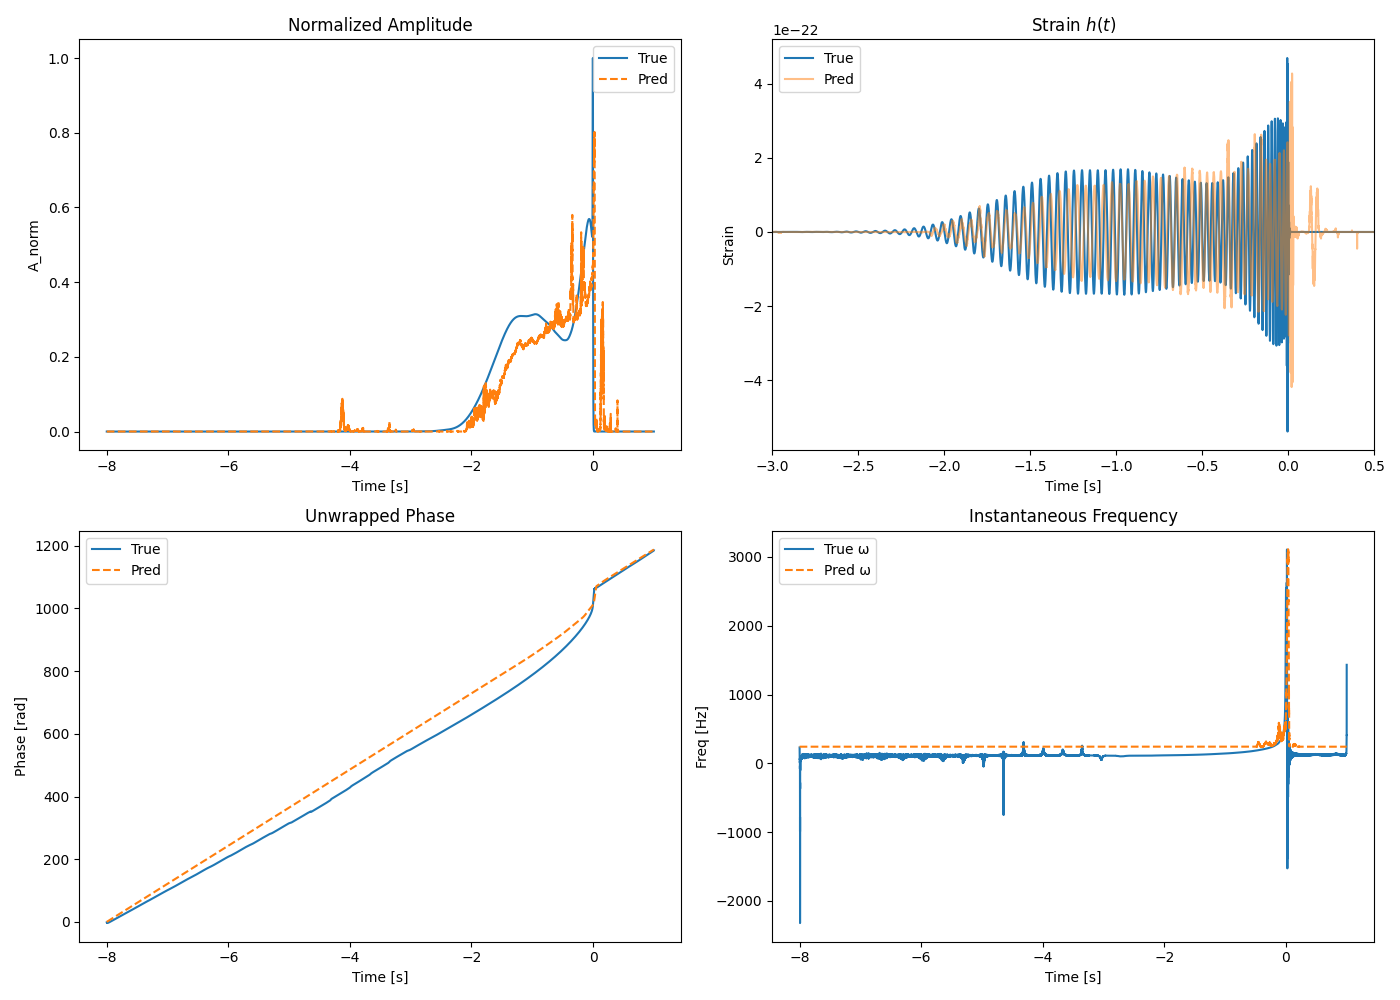 Normalized Amplitude
A_norm
1.0
0.8
0.6
0.4
0.2
0.0
True
Pred
−8
−6
−4
−2
0
Time [s]
Strain h(t)
1e−22
Strain
4
2
0
−2
−4
True
Pred
−3.0
−2.5
−2.0
−1.5
−1.0
−0.5
0.0
0.5
Time [s]
Unwrapped Phase
Phase [rad]
1200
1000
800
600
400
200
0
True
Pred
−8
−6
−4
−2
0
Time [s]
Instantaneous Frequency
Freq [Hz]
3000
2000
1000
0
−1000
−2000
True ω
Pred ω
−8
−6
−4
−2
0
Time [s]